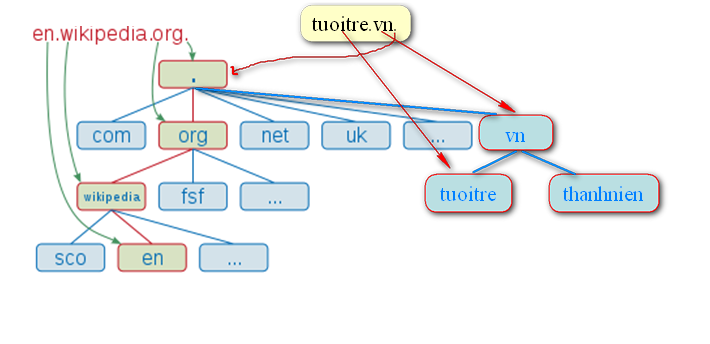 tuoitre.vn.
en.wikipedia.org.
.
com org net uk ... vn
wikipedia fsf ... tuoitre thanhnien
sco en ...